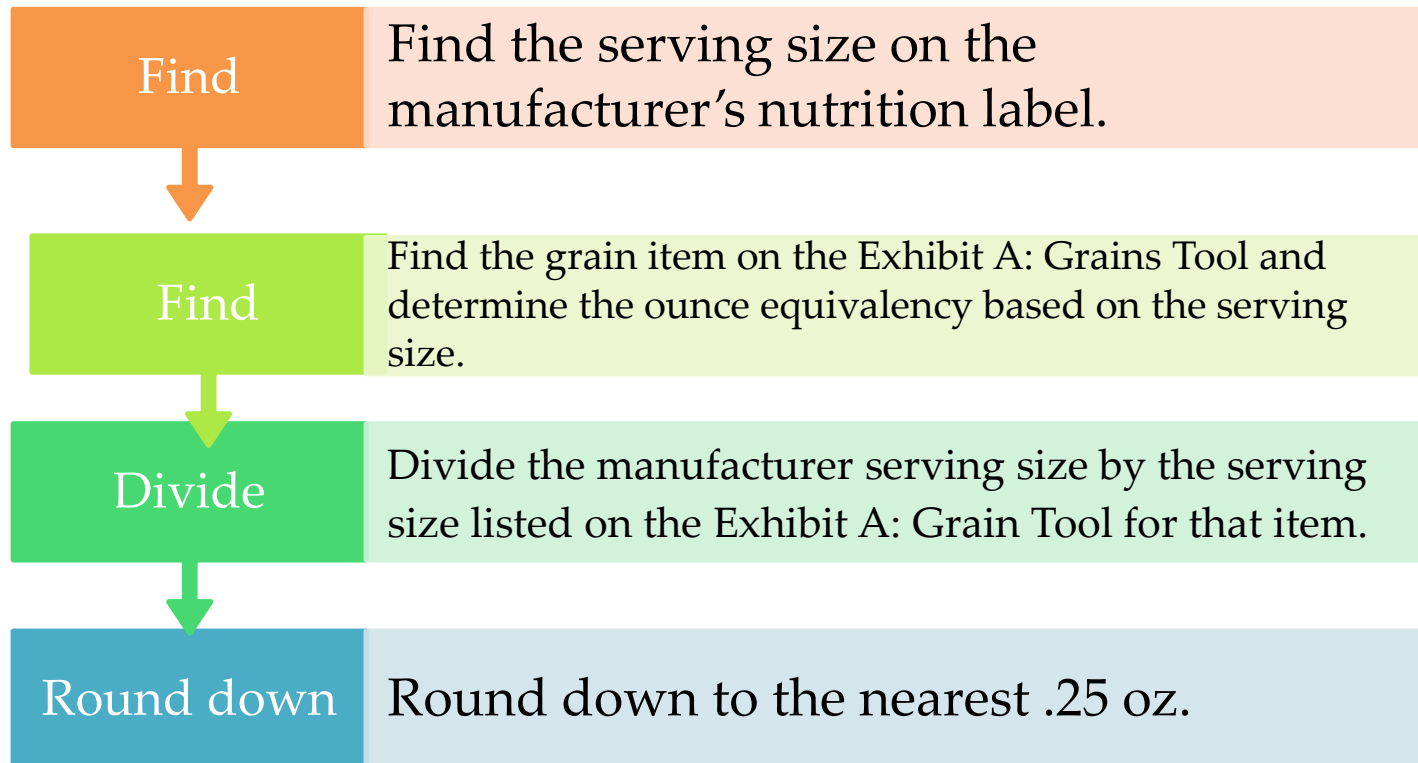 Find
Find the serving size on the
manufacturer’s nutrition label.
Find
Find the grain item on the Exhibit A: Grains Tool and
determine the ounce equivalency based on the serving
size.
Divide
Divide the manufacturer serving size by the serving
size listed on the Exhibit A: Grain Tool for that item.
Round down
Round down to the nearest .25 oz.